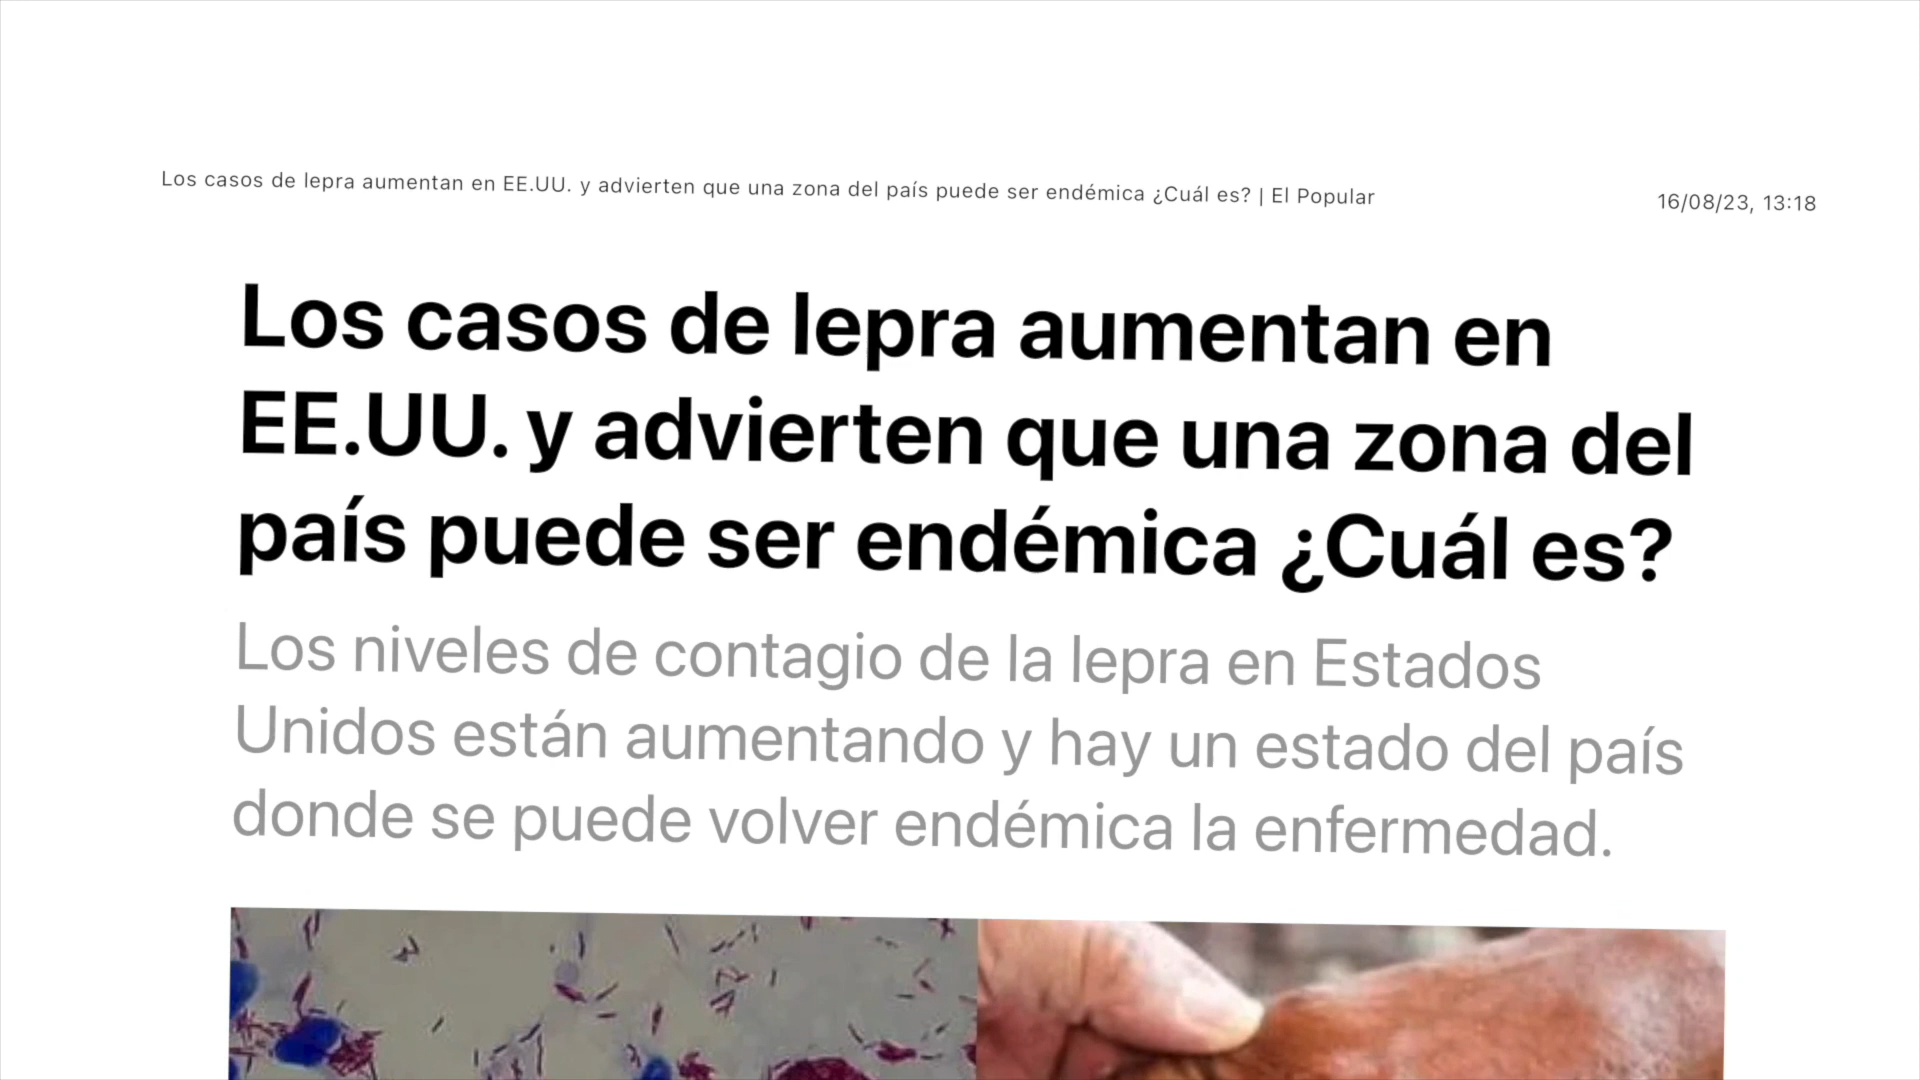 Los casos de lepra aumentan en EE.UU. y advierten que una zona del país puede ser endémica ¿Cuál es? | El Popular
16/08/23, 13:18
Los casos de lepra aumentan en
EE.UU. y advierten que una zona del
país puede ser endémica ¿Cuál es?
Los niveles de contagio de la lepra en Estados
Unidos están aumentando y hay un estado del país
donde se puede volver endémica la enfermedad.